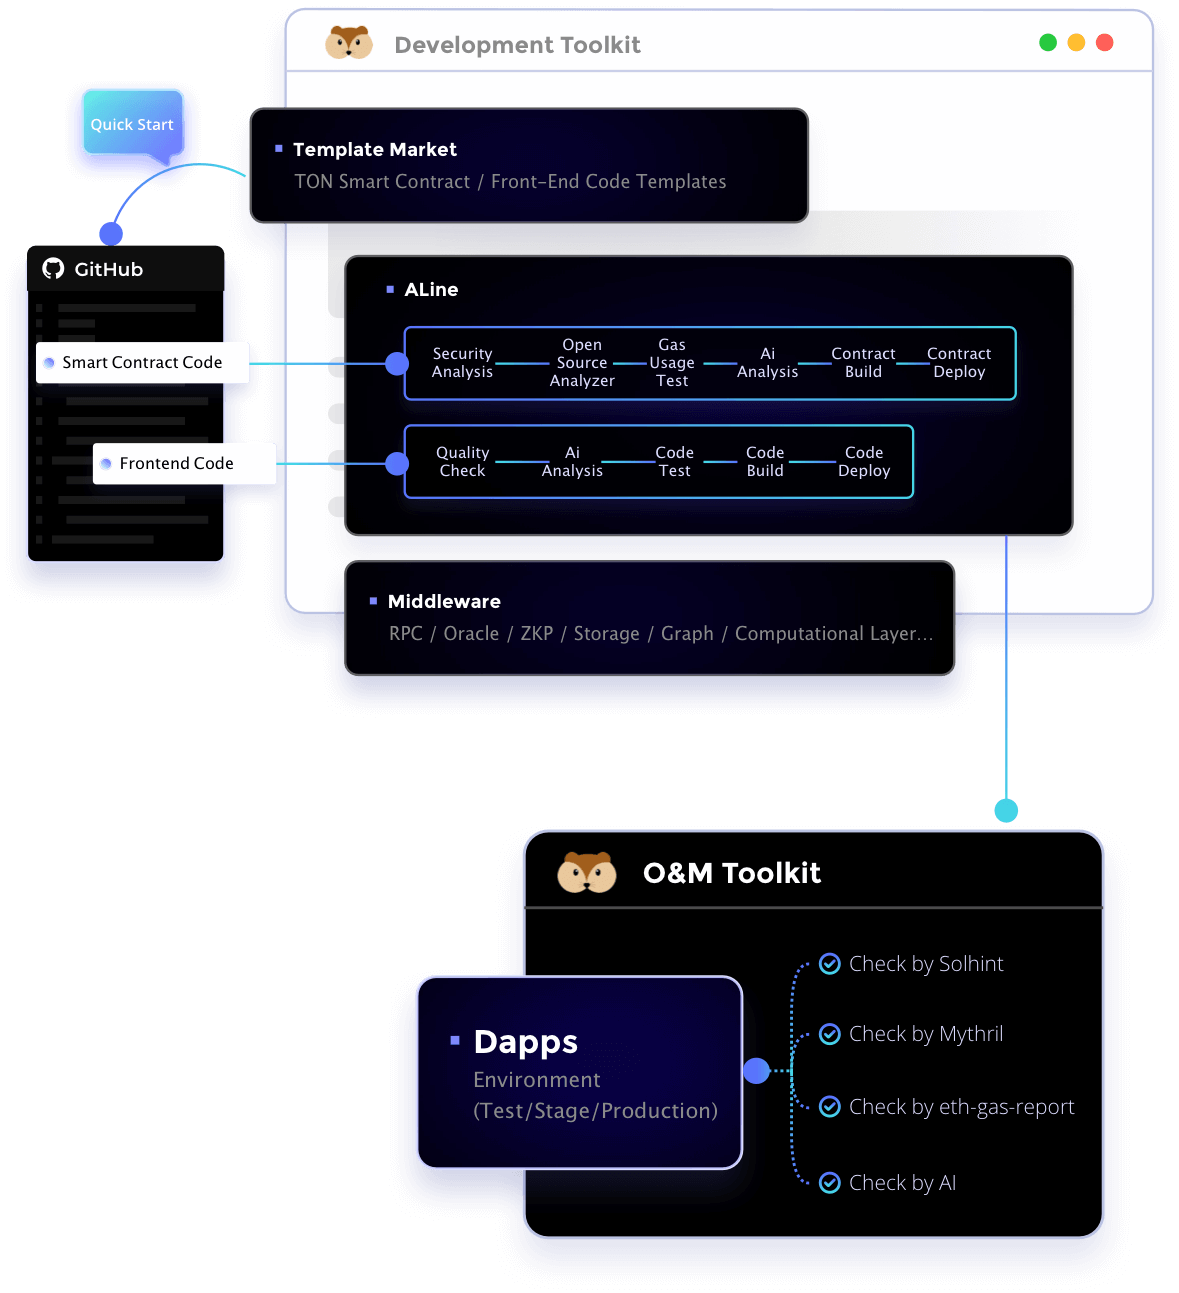 Development Toolkit
Quick Start
Template Market
TON Smart Contract / Front-End Code Templates
GitHub
Smart Contract Code
Frontend Code
ALine
Security
Analysis
Open
Source
Analyzer
Gas
Usage
Test
Ai
Analysis
Contract
Build
Contract
Deploy
Quality
Check
Ai
Analysis
Code
Test
Code
Build
Code
Deploy
Middleware
RPC / Oracle / ZKP / Storage / Graph / Computational Layer...
O&M Toolkit
Dapps
Environment
(Test/Stage/Production)
Check by Solhint
Check by Mythril
Check by eth-gas-report
Check by AI